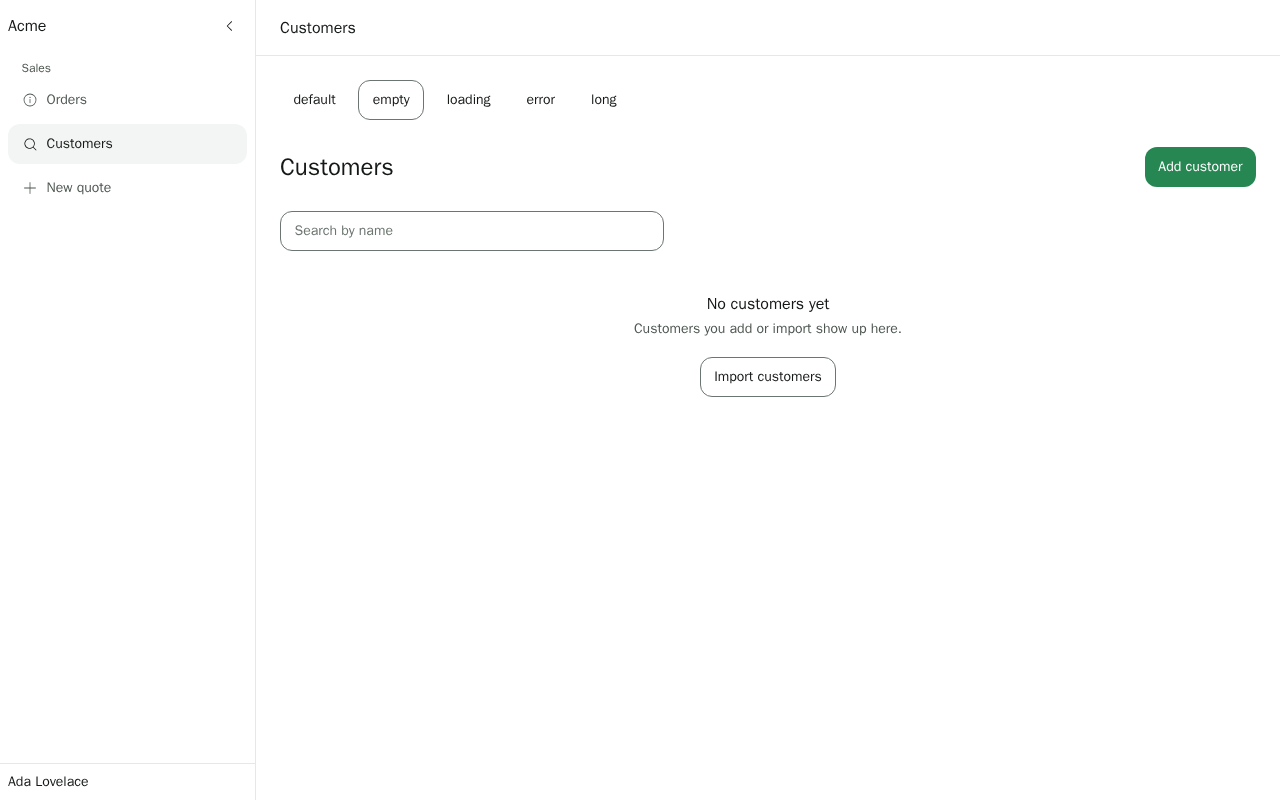 Acme
Sales
Orders
Customers
New quote
Ada Lovelace
Customers
default
empty
loading
error
long
Customers
Add customer
Search by name
No customers yet
Customers you add or import show up here.
Import customers